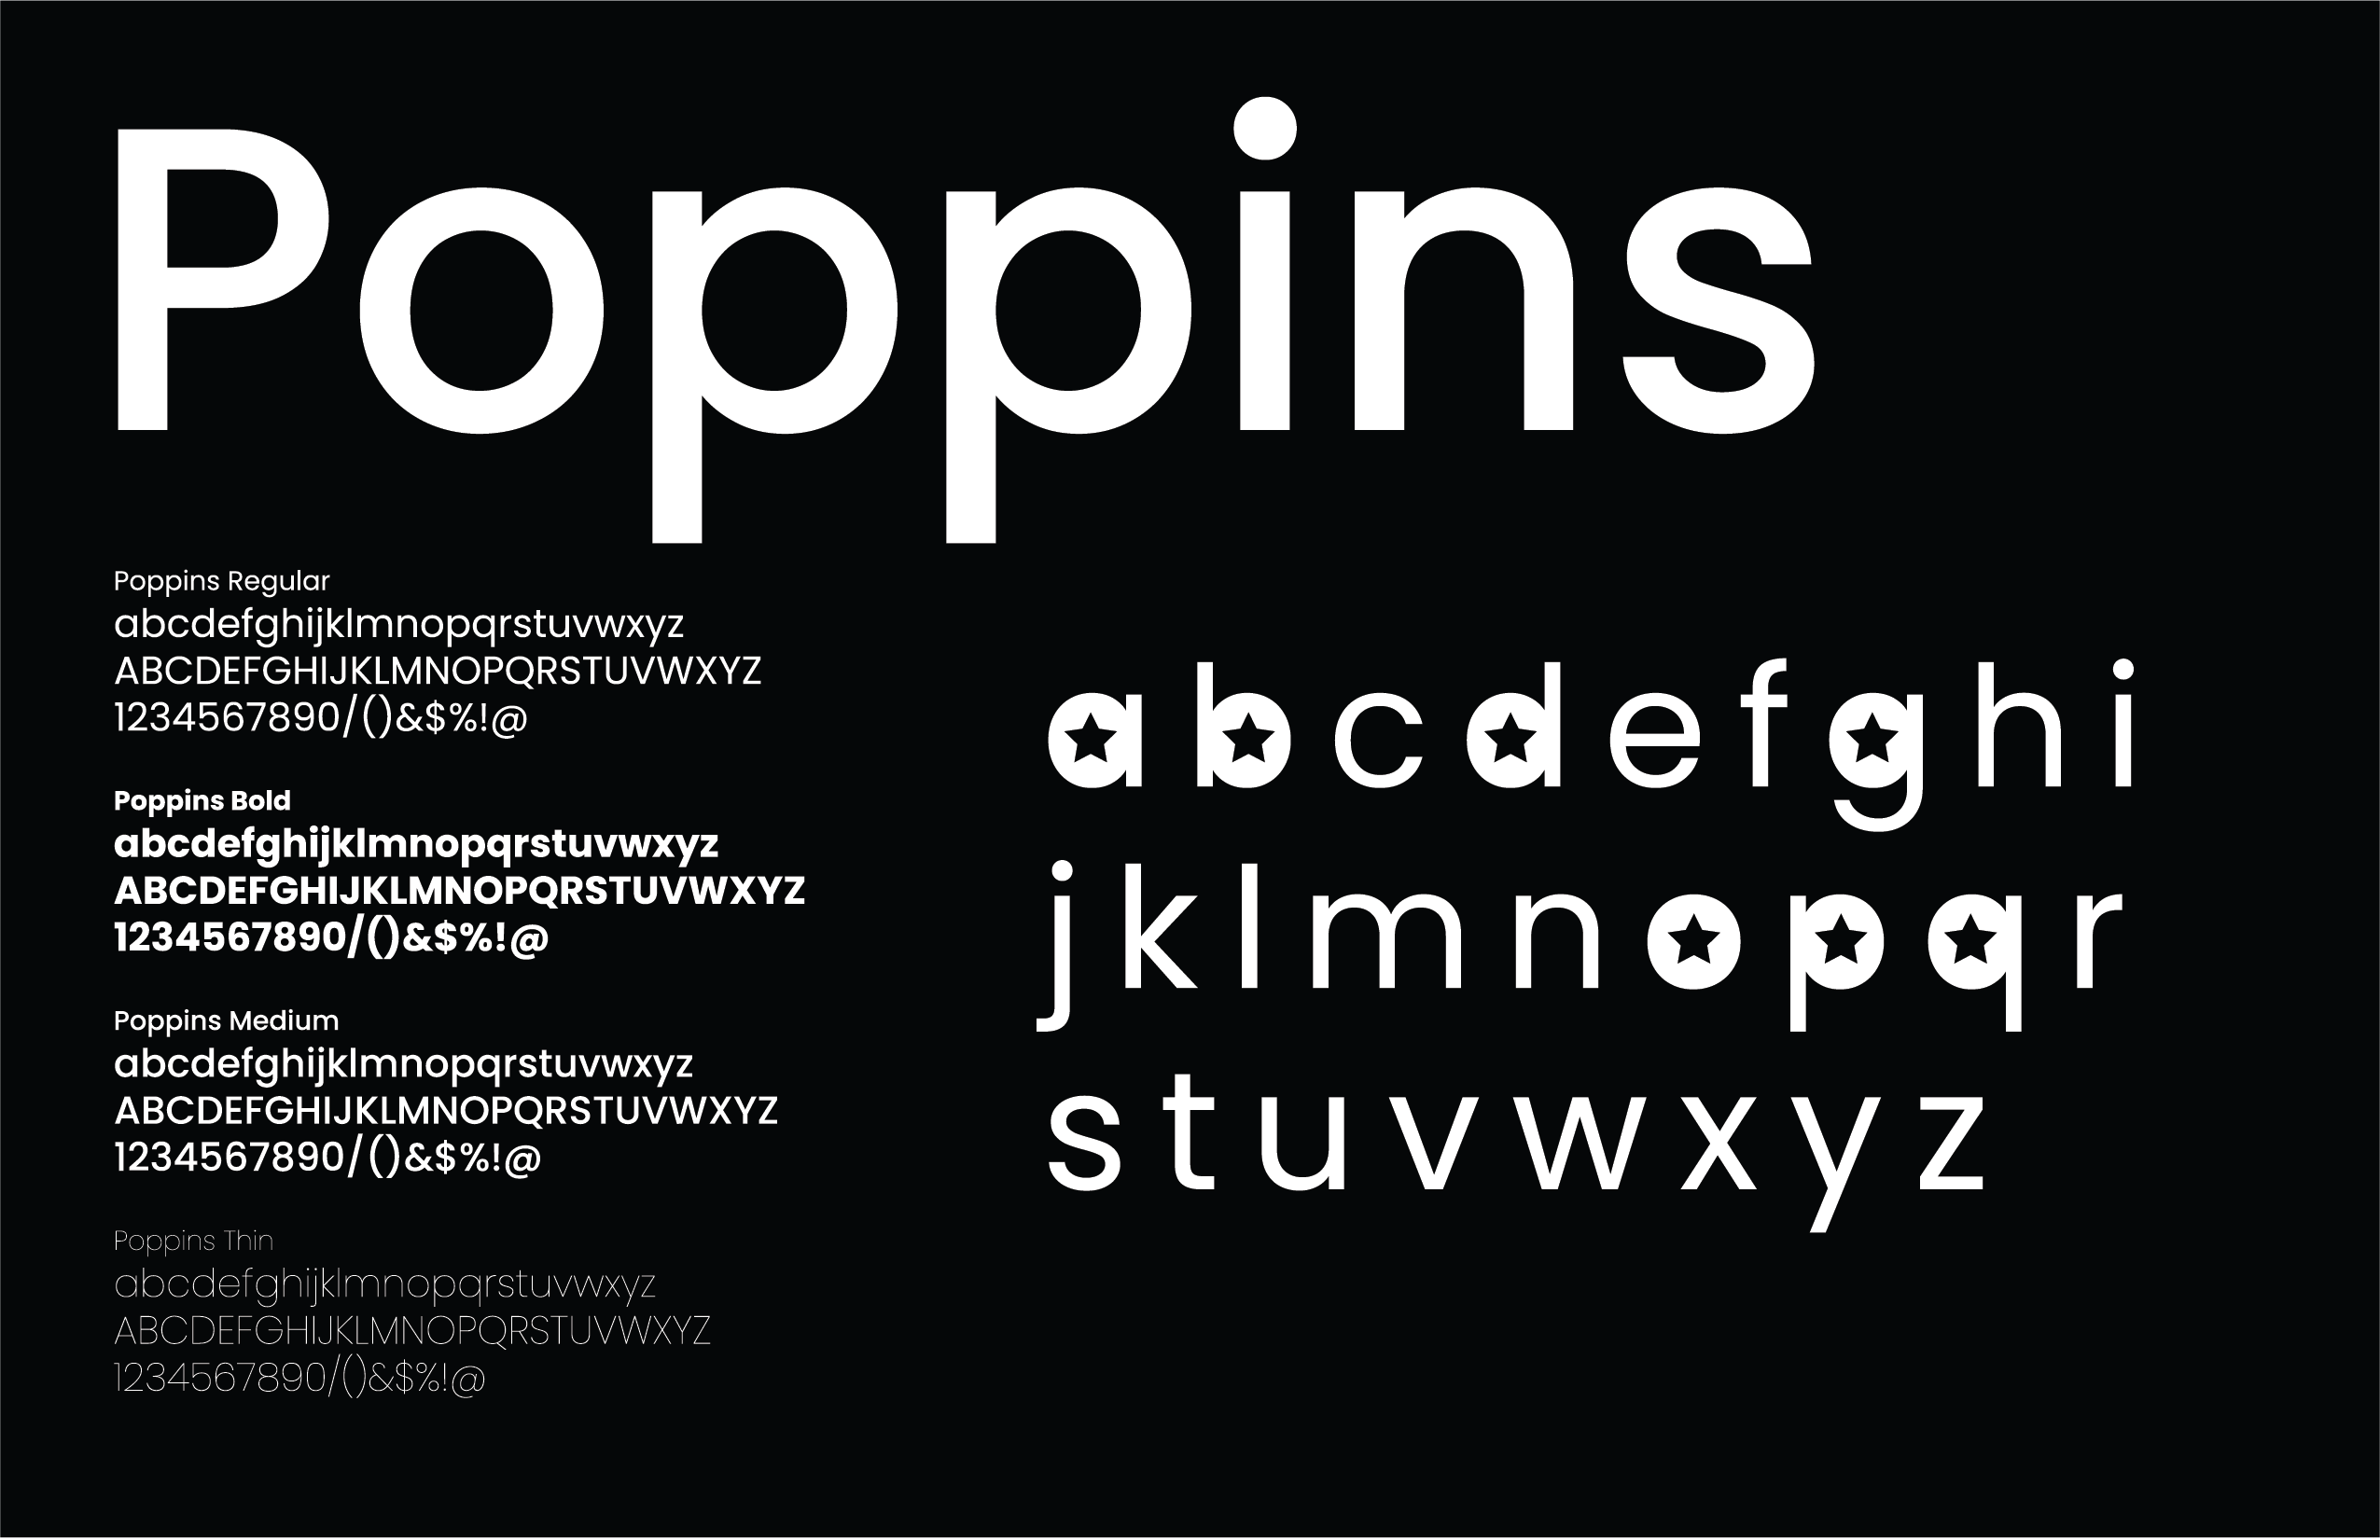 Poppins
Poppins Regular
abcdefghijklmnopqrstuvwxyz
ABCDEFGHIJKLMNOPQRSTUVWXYZ
1234567890/()&$%!@
Poppins Bold
abcdefghijklmnopqrstuvwxyz
ABCDEFGHIJKLMNOPQRSTUVWXYZ
1234567890/()&$%!@
Poppins Medium
abcdefghijklmnopqrstuvwxyz
ABCDEFGHIJKLMNOPQRSTUVWXYZ
1234567890/()&$%!@
Poppins Thin
abcdefghijklmnopqrstuvwxyz
ABCDEFGHIJKLMNOPQRSTUVWXYZ
1234567890/()&$%!@
a b c d e f g h i
j k l m n o p q r
s t u v w x y z